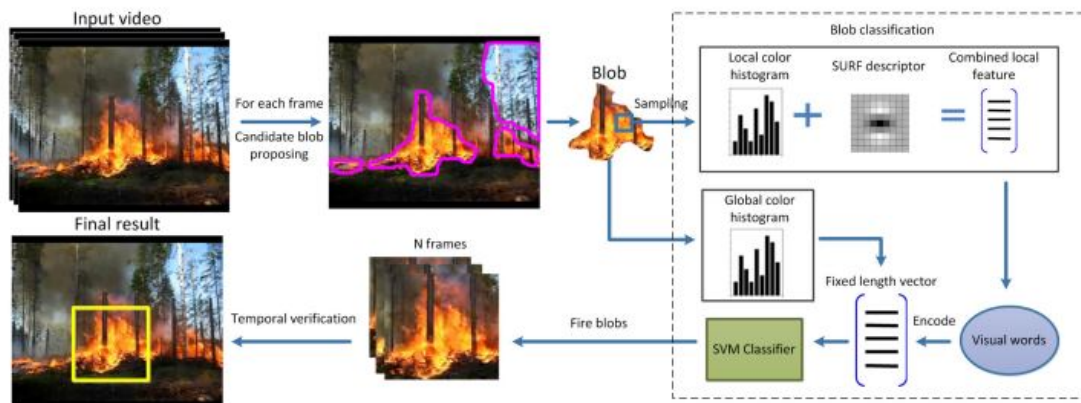 Input video
For each frame
Candidate blob
proposing
Blob
Sampling
Blob classification
Local color
histogram
SURF descriptor
Combined local
feature
Global color
histogram
Fixed length vector
Encode
Visual words
SVM Classifier
Fire blobs
N frames
Temporal verification
Final result